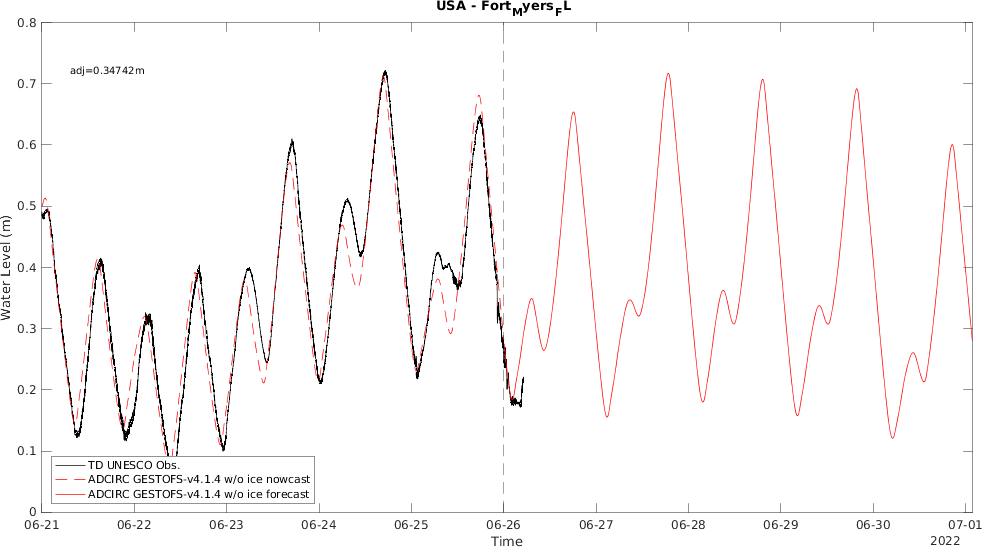 USA - Fort_Myers_FL
0.8
adj=0.34742m
0.7
0.6
0.5
0.4
0.3
0.2
0.1
0
Water Level (m)
TD UNESCO Obs.
ADCIRC GESTOFS-v4.1.4 w/o ice nowcast
ADCIRC GESTOFS-v4.1.4 w/o ice forecast
06-21 06-22 06-23 06-24 06-25 06-26 06-27 06-28 06-29 06-30 07-01
Time 2022